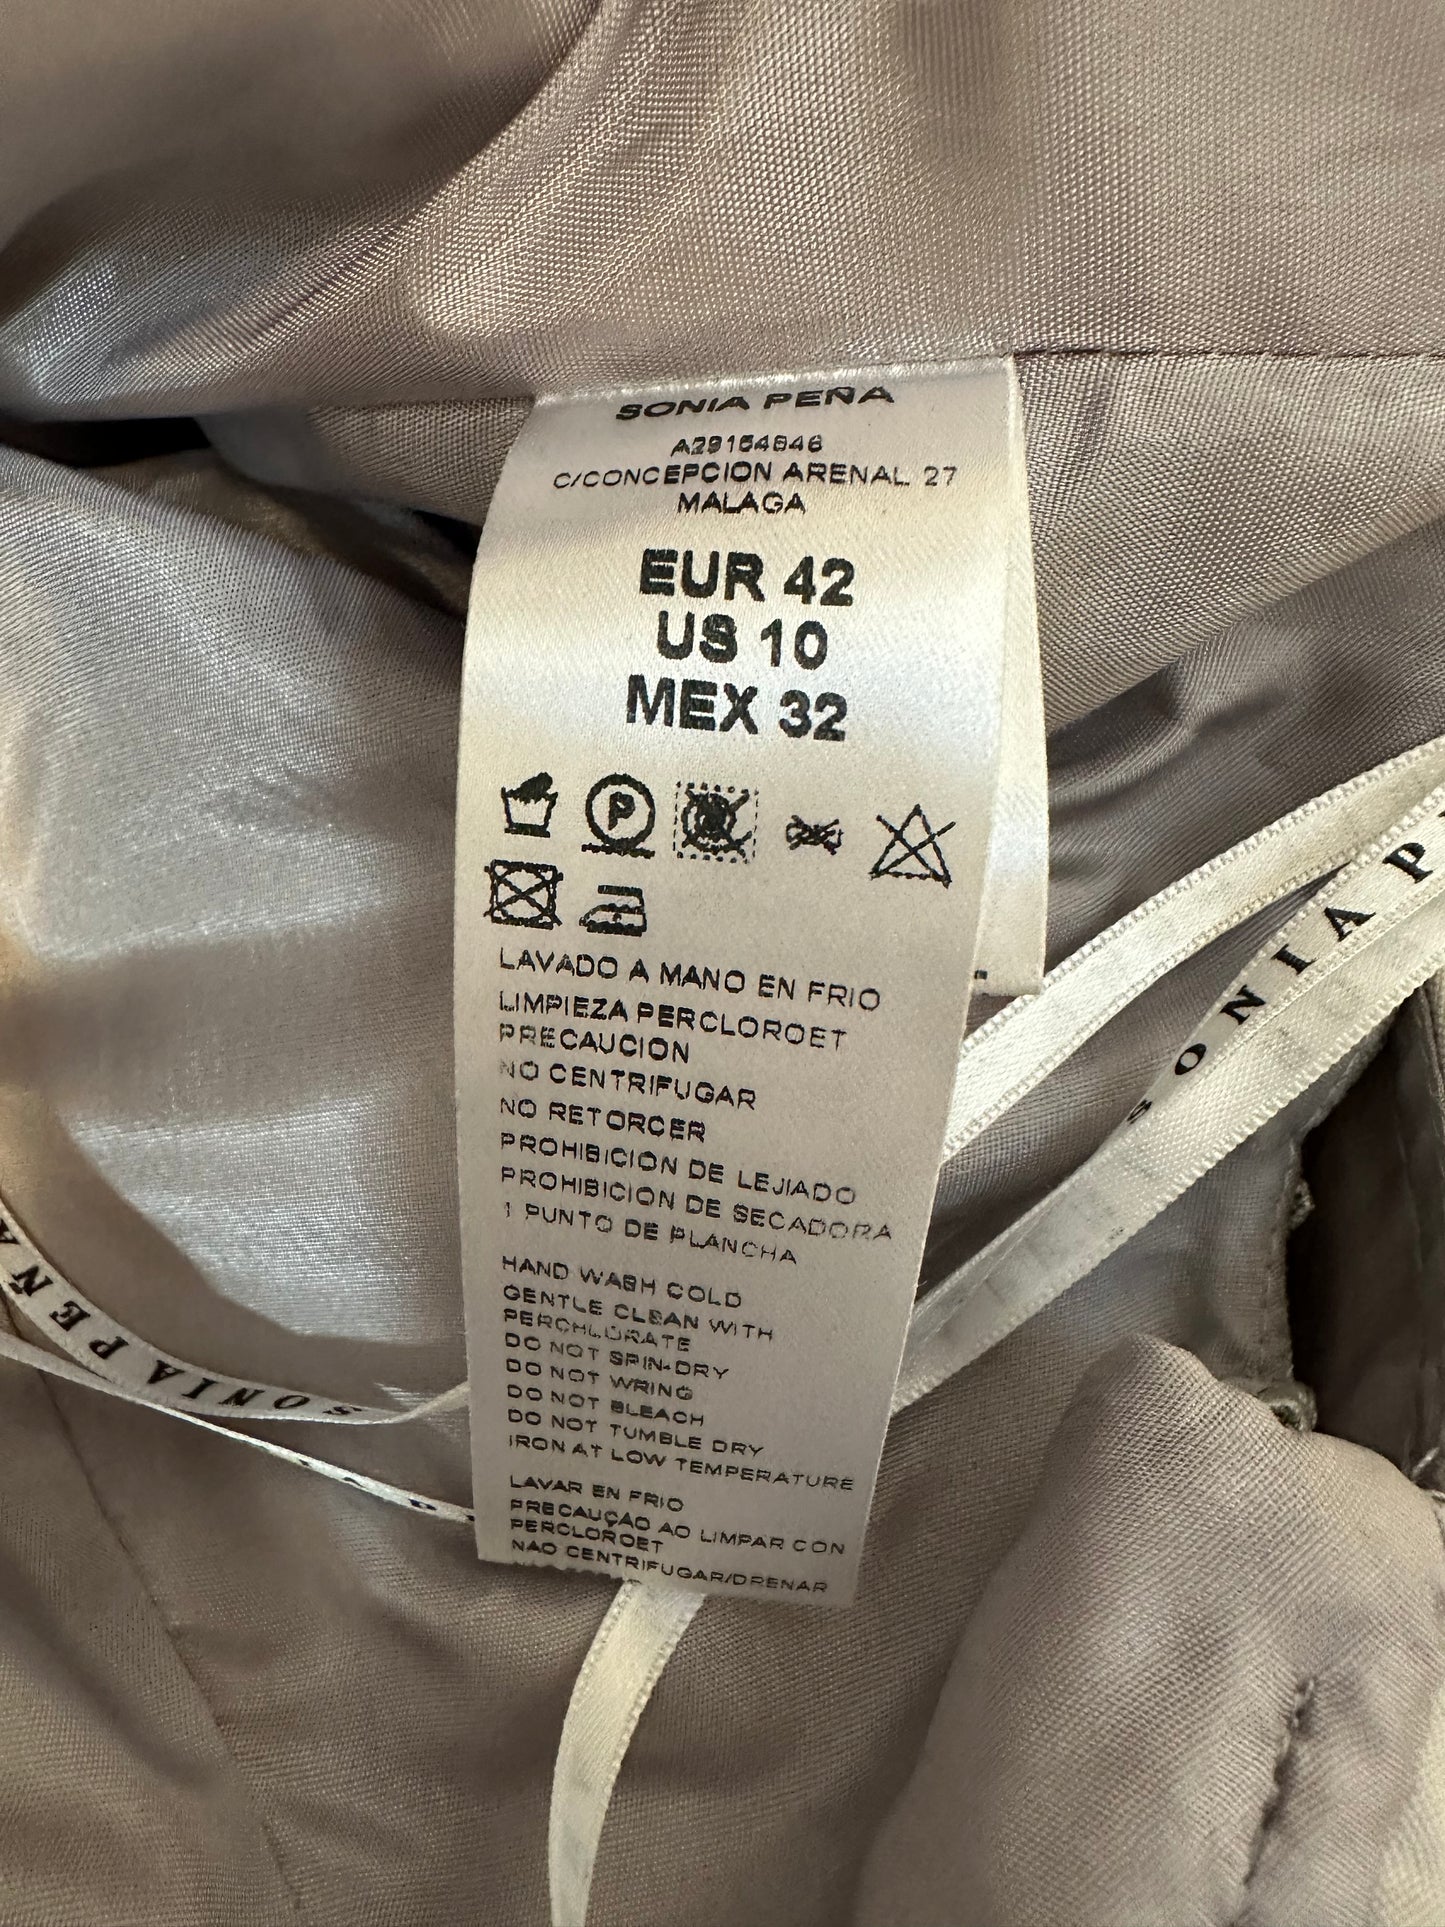 SONIA PEÑA
A29154846
C/CONCEPCION ARENAL 27
MALAGA
EUR 42
US 10
MEX 32
P
LAVADO A MANO EN FRIO
LIMPIEZA PERCLOROET
PRECAUCION
NO CENTRIFUGAR
NO RETORCER
PROHIBICION DE LEJIADO
PROHIBICION DE SECADORA
1 PUNTO DE PLANCHA
HAND WASH COLD
GENTLE CLEAN WITH
PERCHLORATE
DO NOT SPIN-DRY
DO NOT WRING
DO NOT BLEACH
DO NOT TUMBLE DRY
IRON AT LOW TEMPERATURE
LAVAR EN FRIO
PRECAUÇAO AO LIMPAR CON
PERCLOROET
NAO CENTRIFUGAR/DRENAR
SONIA P
SONIA PEÑA
IA P